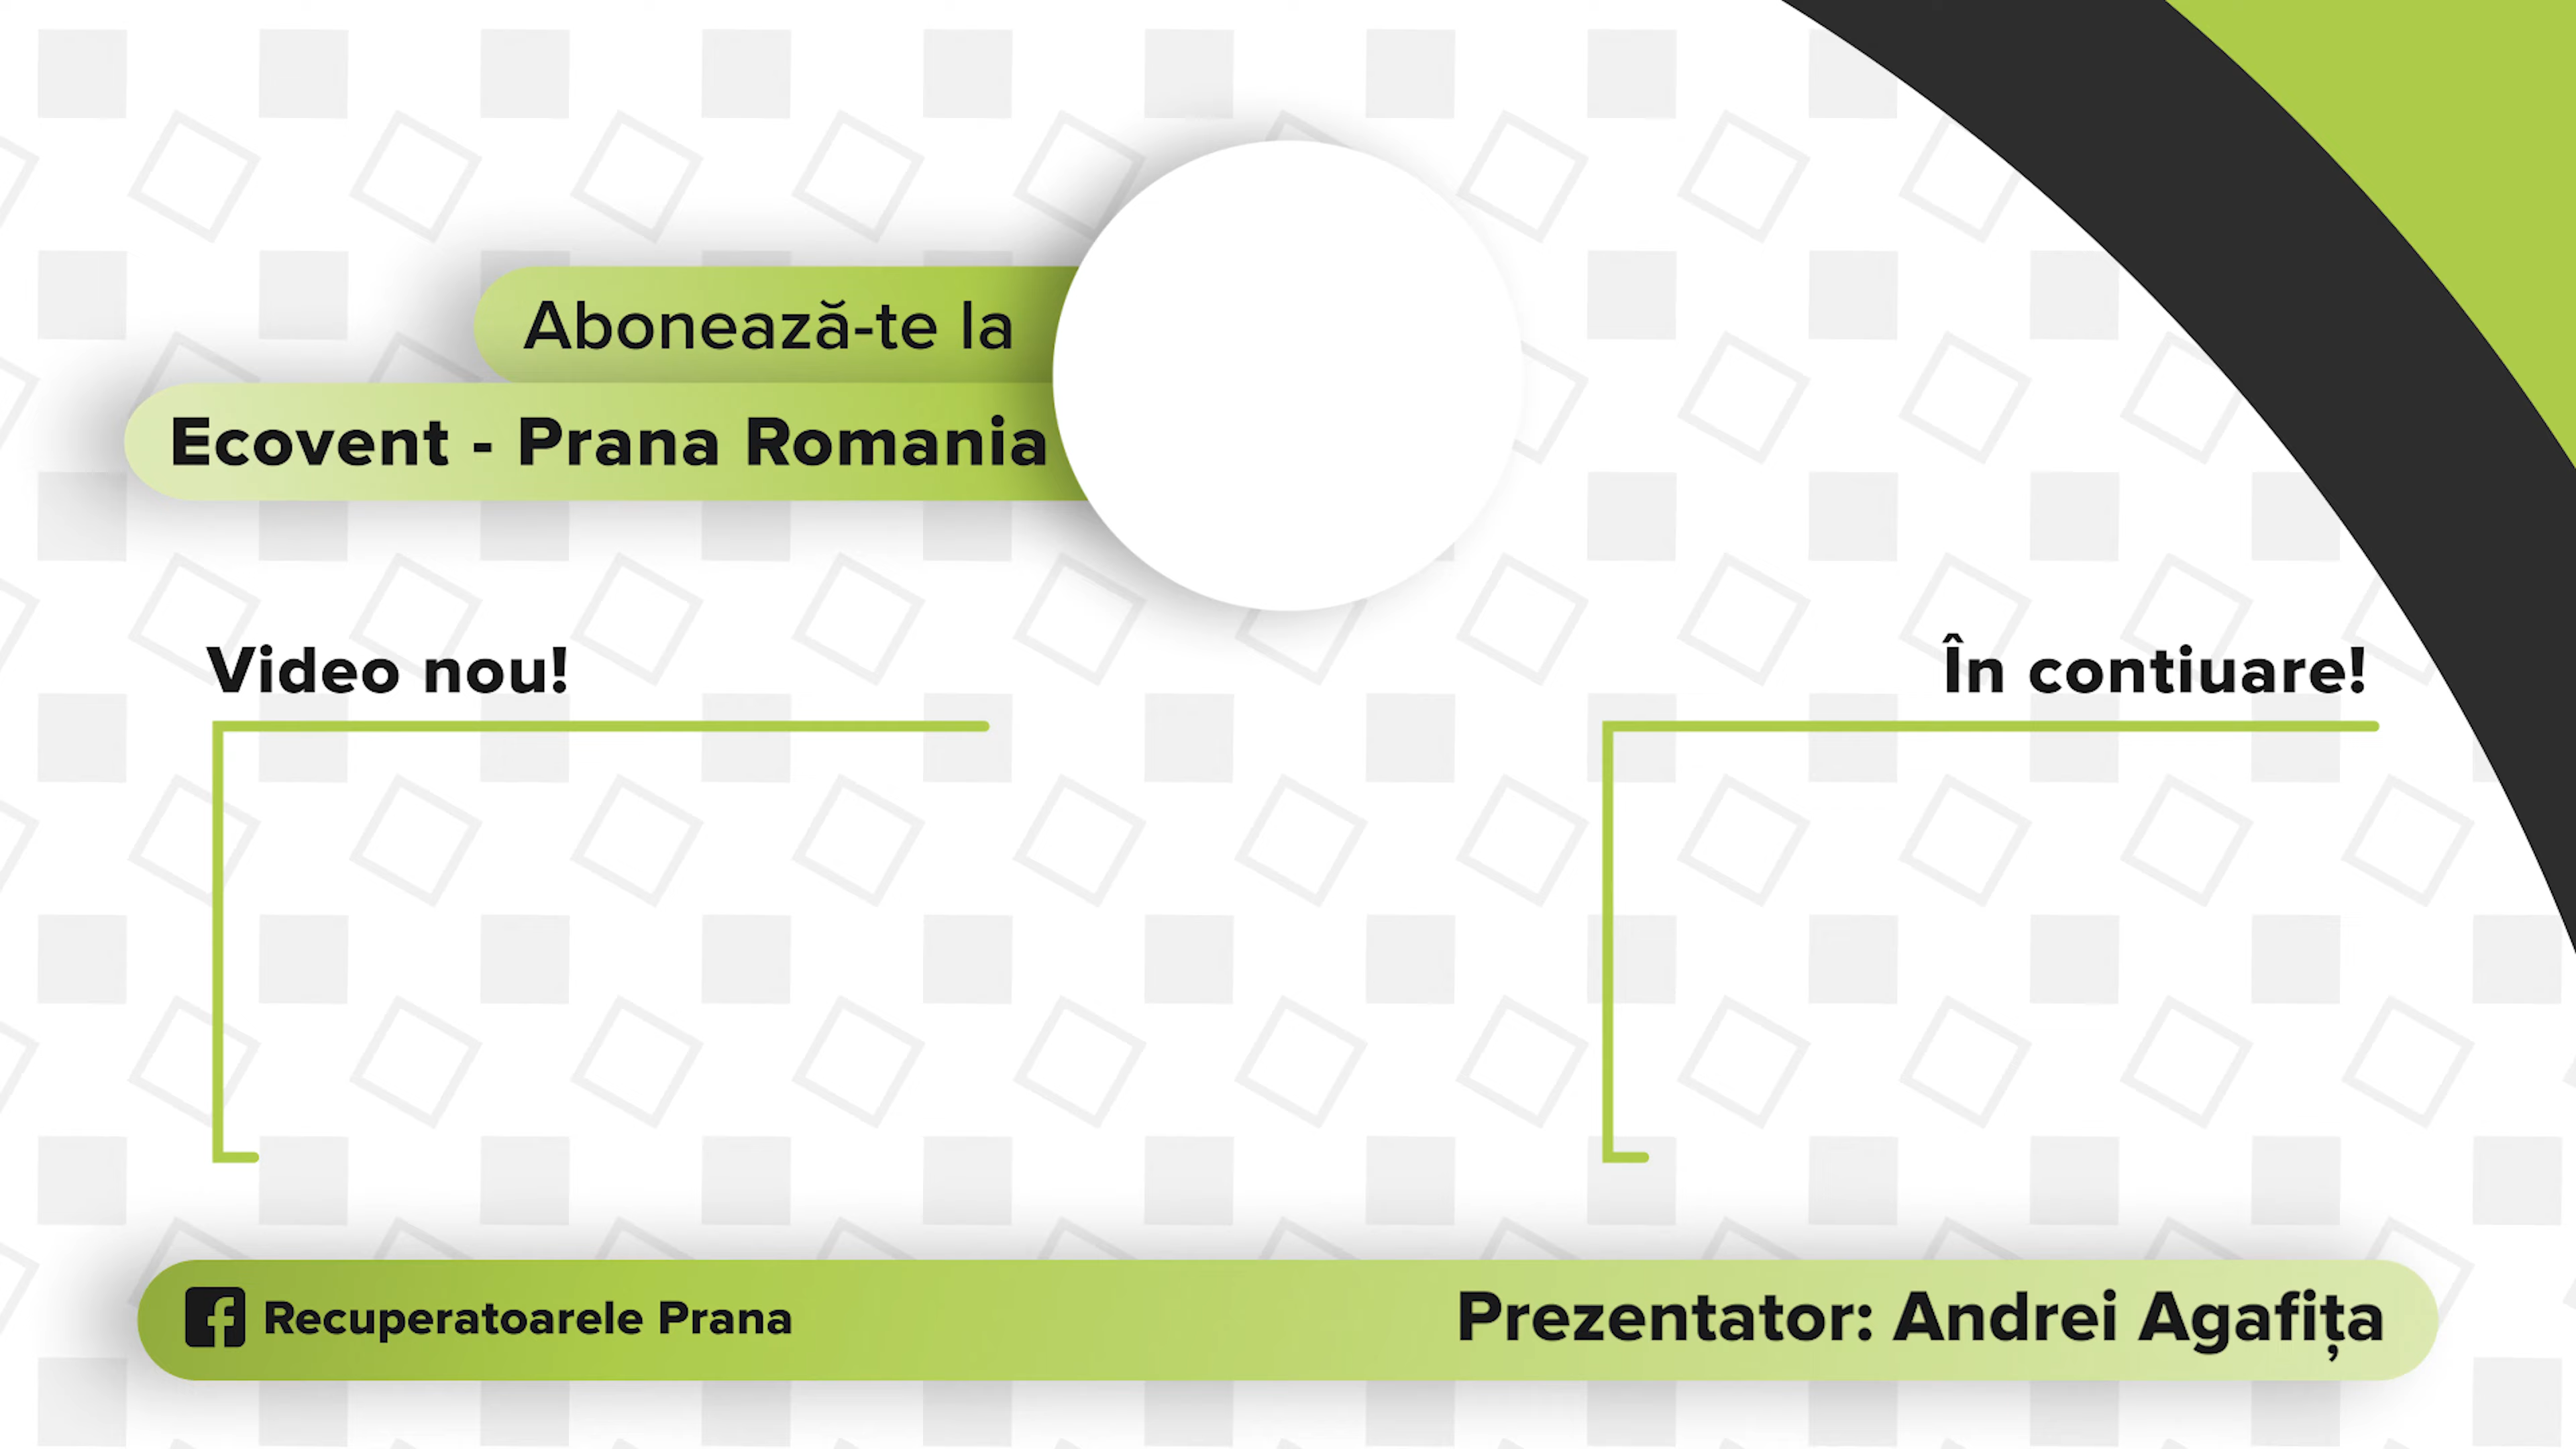 Abonează-te la
Ecovent - Prana Romania
Video nou!
În contiuare!
Recuperatoarele Prana
Prezentator: Andrei Agafița